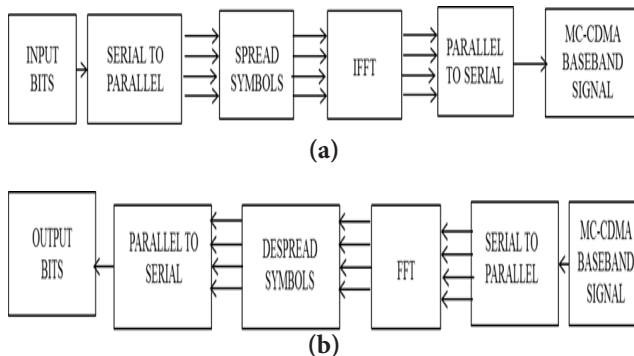 INPUT
BITS
SERIAL TO
PARALLEL
SPREAD
SYMBOLS
IFFT
PARALLEL
TO SERIAL
MC-CDMA
BASEBAND
SIGNAL
(a)
OUTPUT
BITS
PARALLEL TO
SERIAL
DESPREAD
SYMBOLS
FFT
SERIAL TO
PARALLEL
MC-CDMA
BASEBAND
SIGNAL
(b)